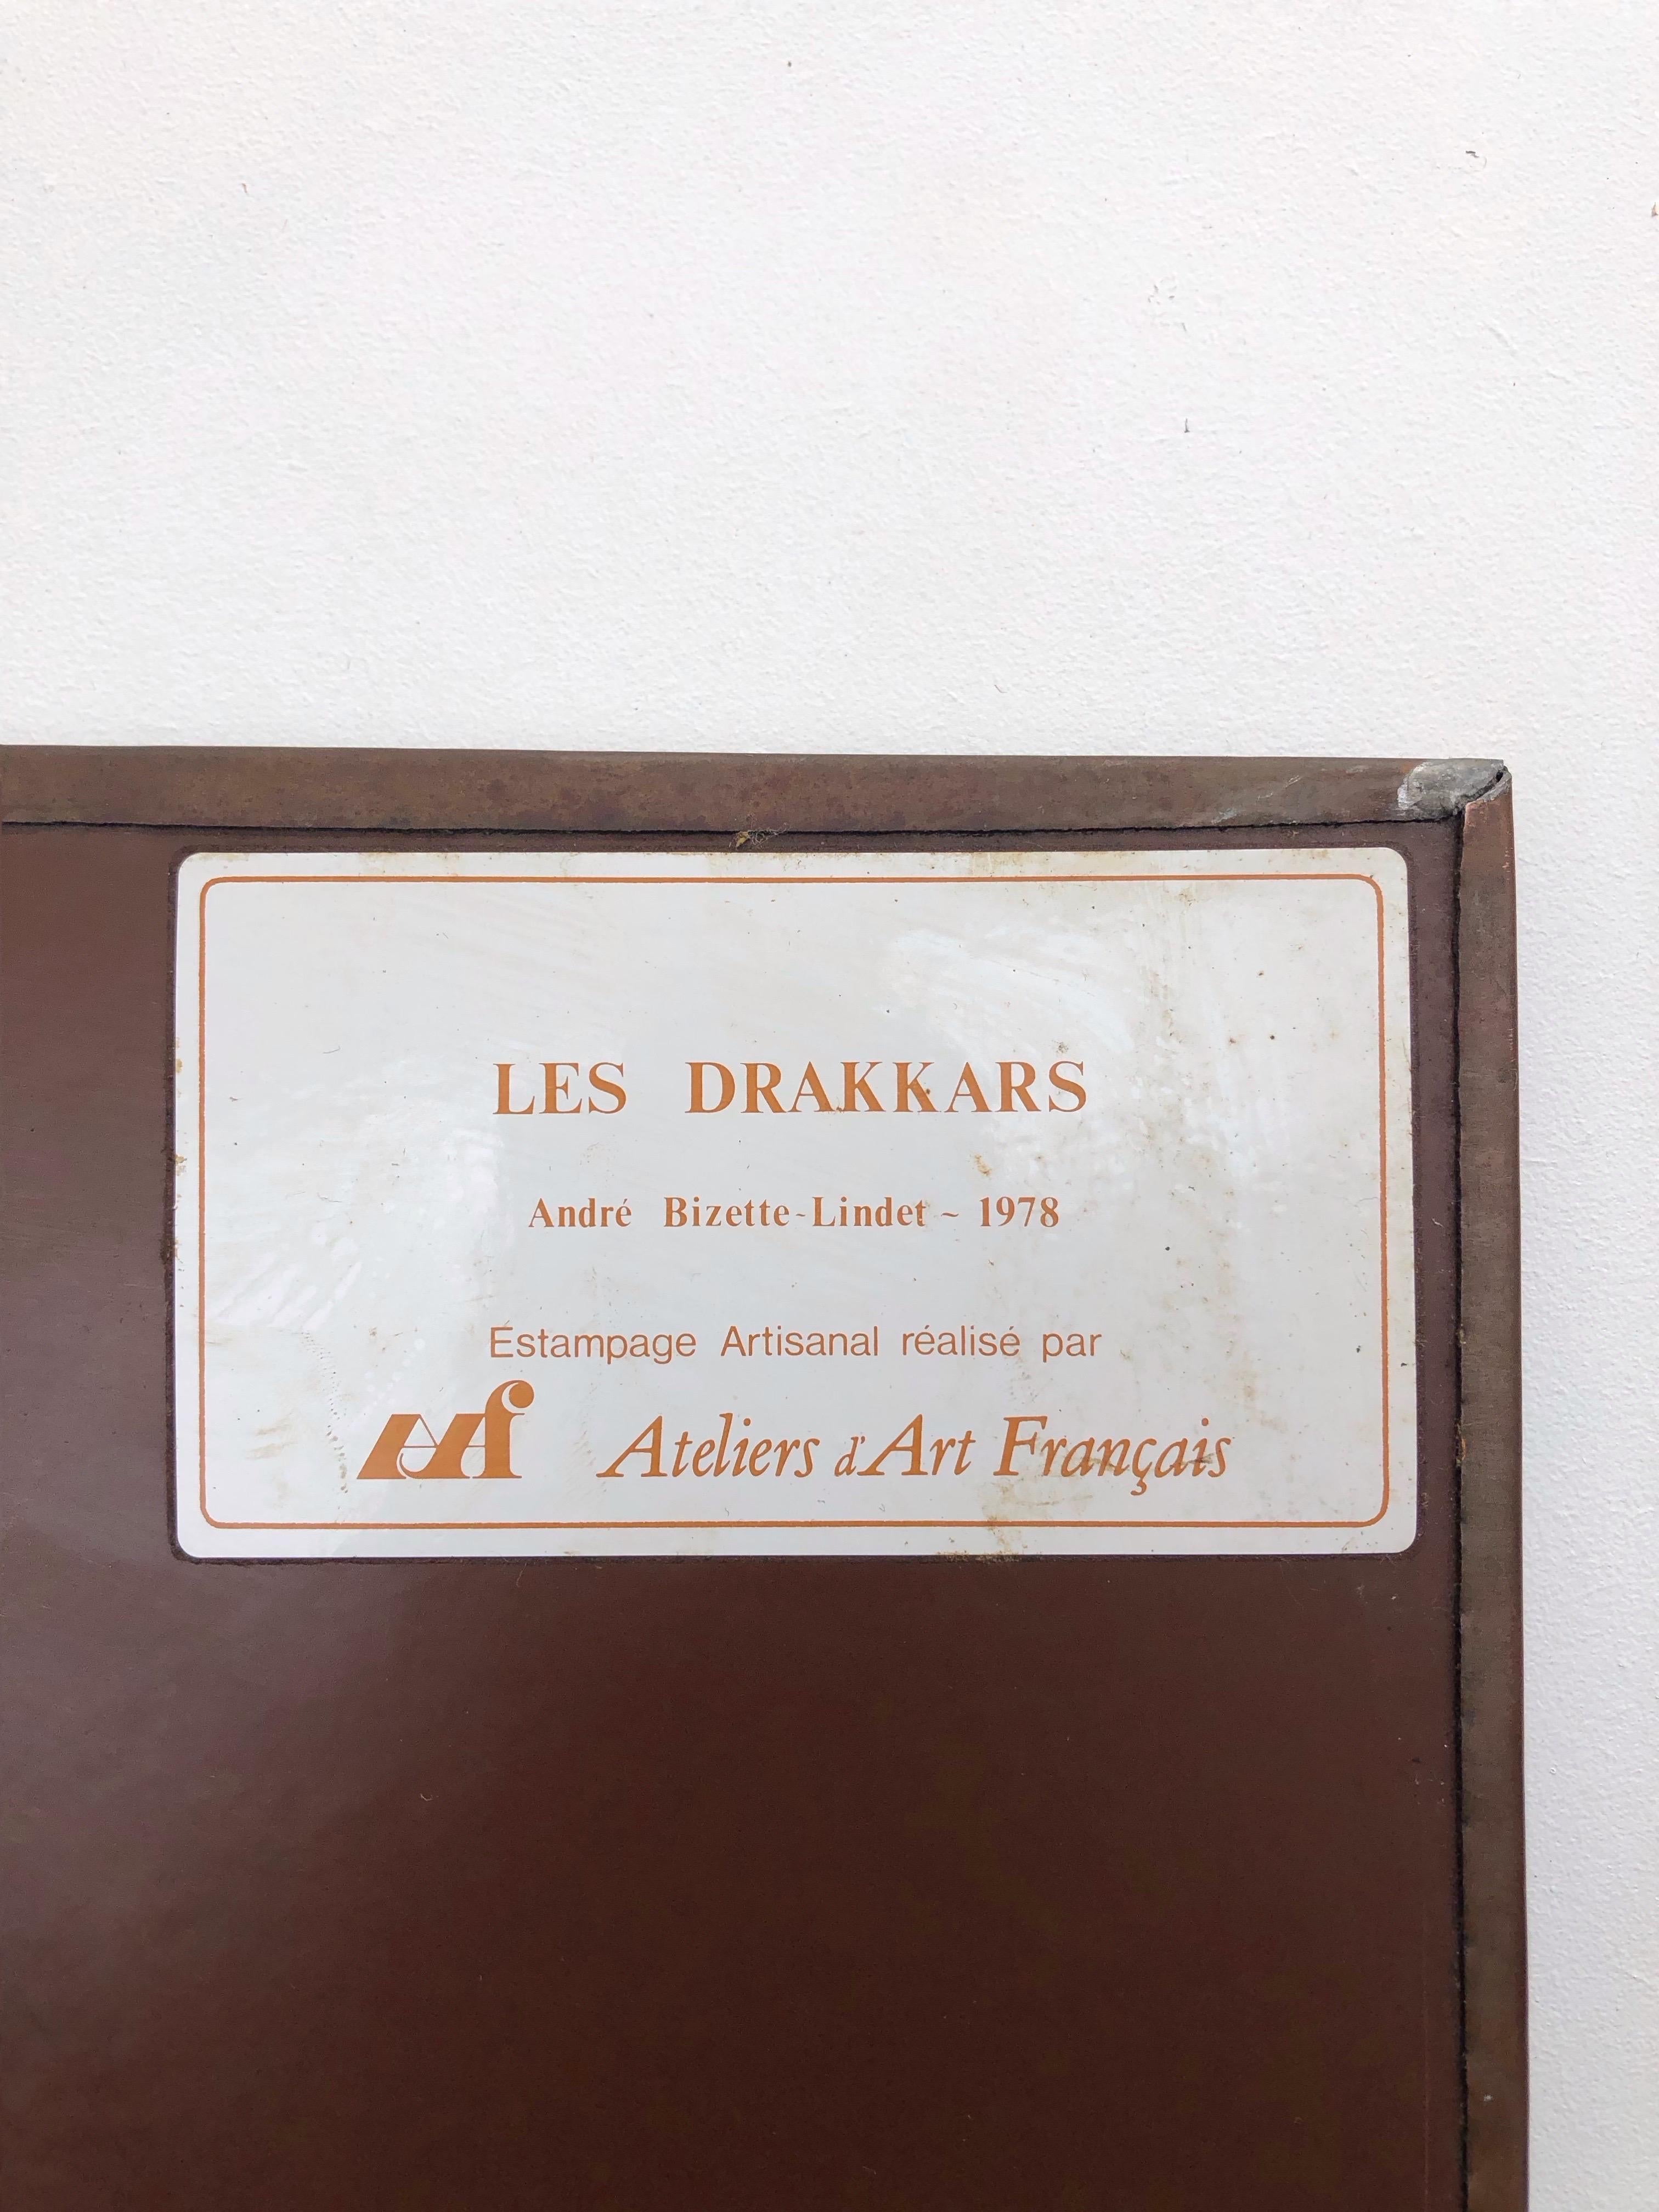 LES DRAKKARS
André Bizette-Lindet ~ 1978
Estampage Artisanal réalisé par
aaf Ateliers d'Art Français